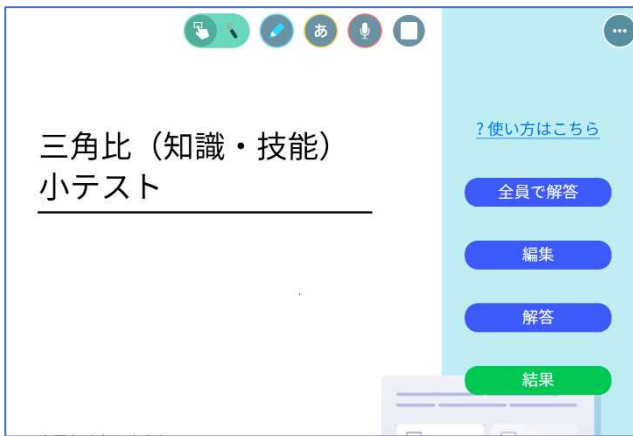 あ
三角比（知識・技能）
小テスト
?使い方はこちら
全員で解答
編集
解答
結果